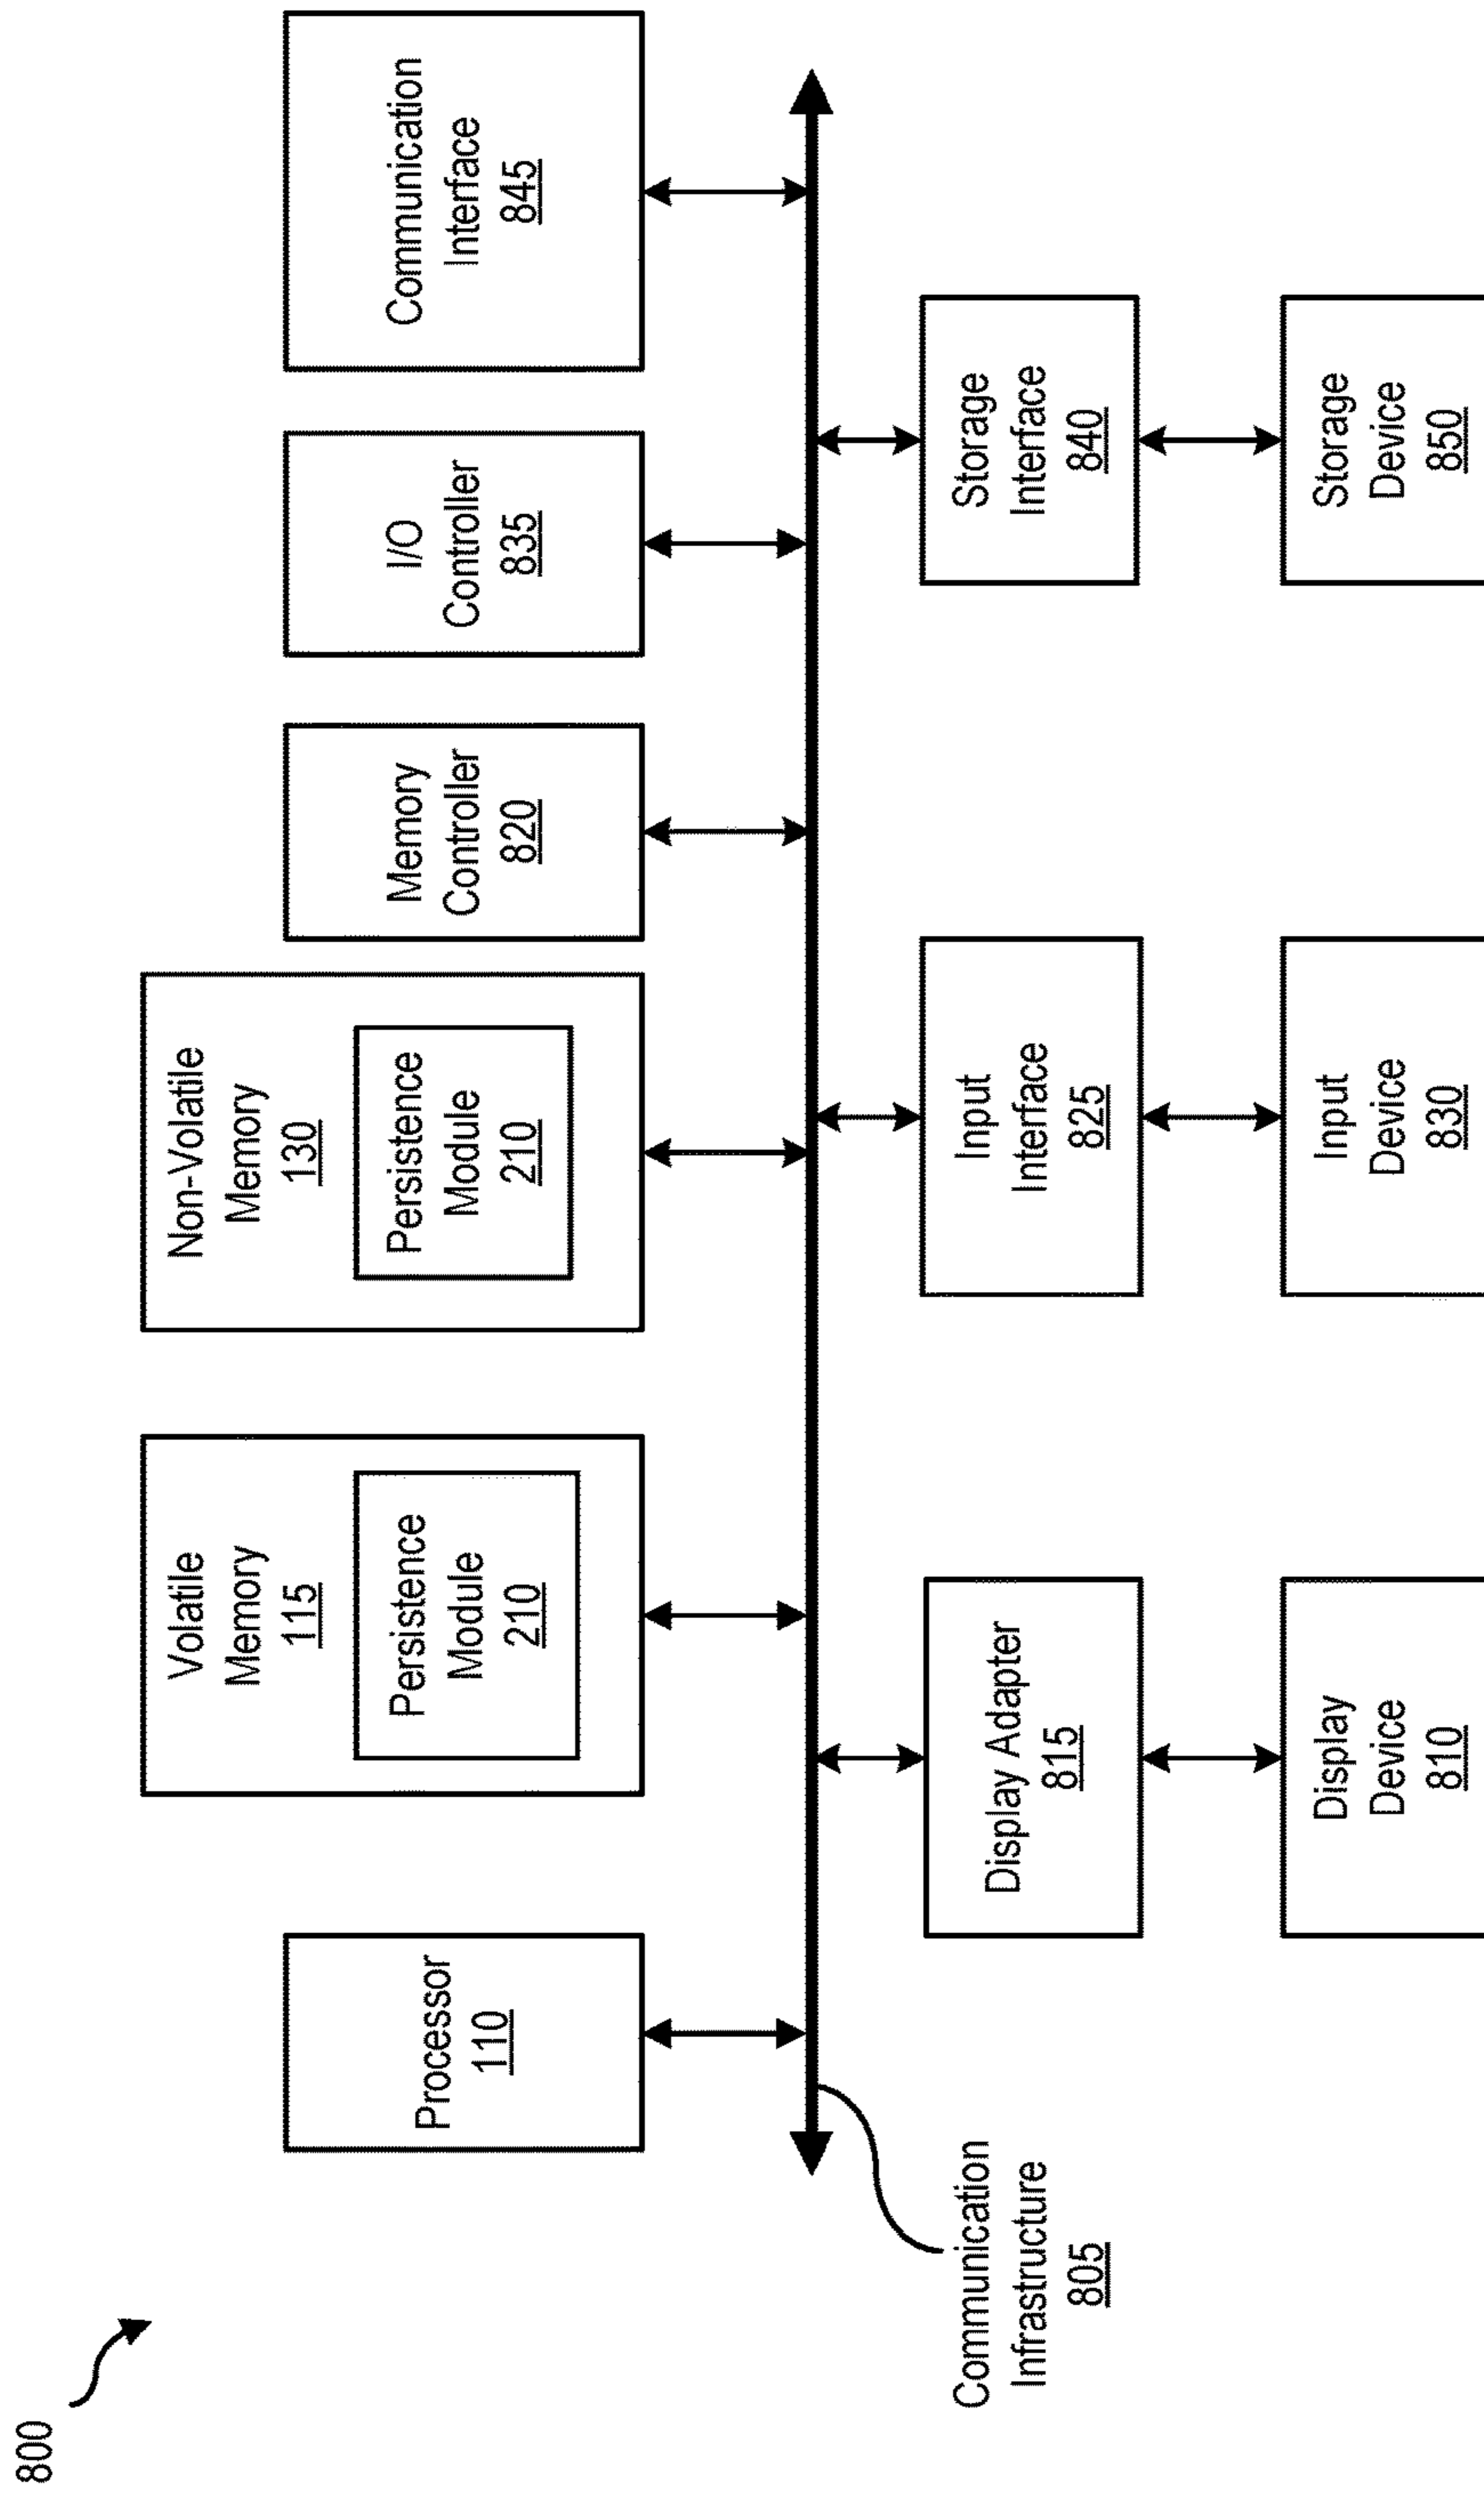 800
Processor
110
Volatile
Memory
115
Persistence
Module
210
Non-Volatile
Memory
130
Persistence
Module
210
Memory
Controller
820
I/O
Controller
835
Communication
Interface
845
Communication
Infrastructure
805
Display Adapter
815
Input
Interface
825
Storage
Interface
840
Display
Device
810
Input
Device
830
Storage
Device
850